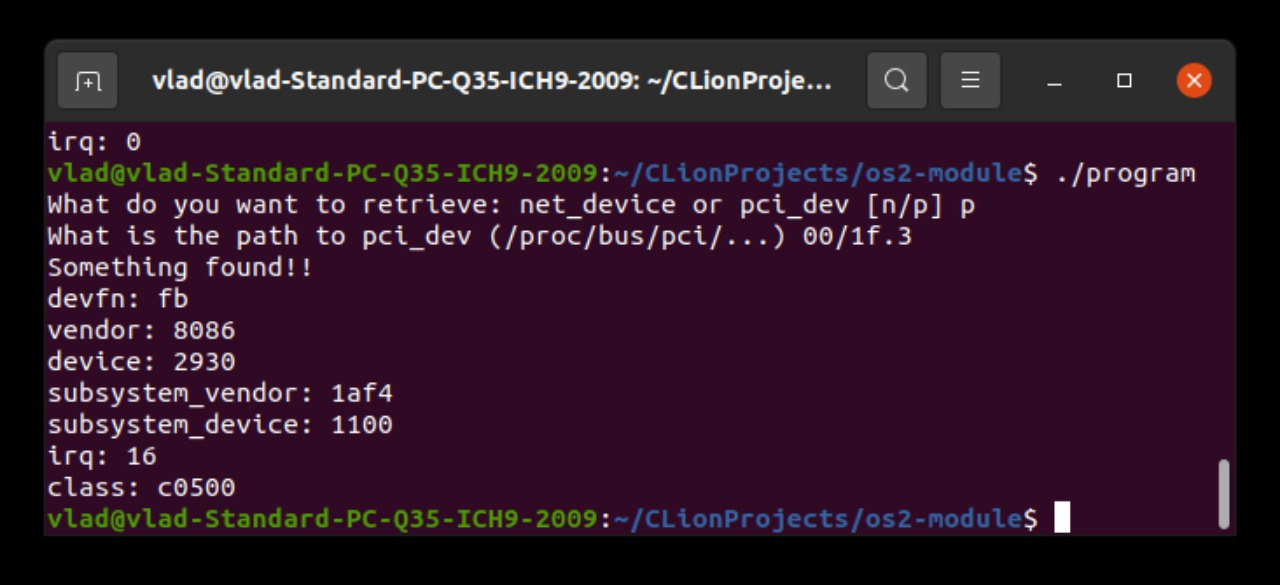 vlad@vlad-Standard-PC-Q35-ICH9-2009: ~/CLionProje...
irq: 0
vlad@vlad-Standard-PC-Q35-ICH9-2009:~/CLionProjects/os2-module$ ./program
What do you want to retrieve: net_device or pci_dev [n/p] p
What is the path to pci_dev (/proc/bus/pci/...) 00/1f.3
Something found!!
devfn: fb
vendor: 8086
device: 2930
subsystem_vendor: 1af4
subsystem_device: 1100
irq: 16
class: c0500
vlad@vlad-Standard-PC-Q35-ICH9-2009:~/CLionProjects/os2-module$